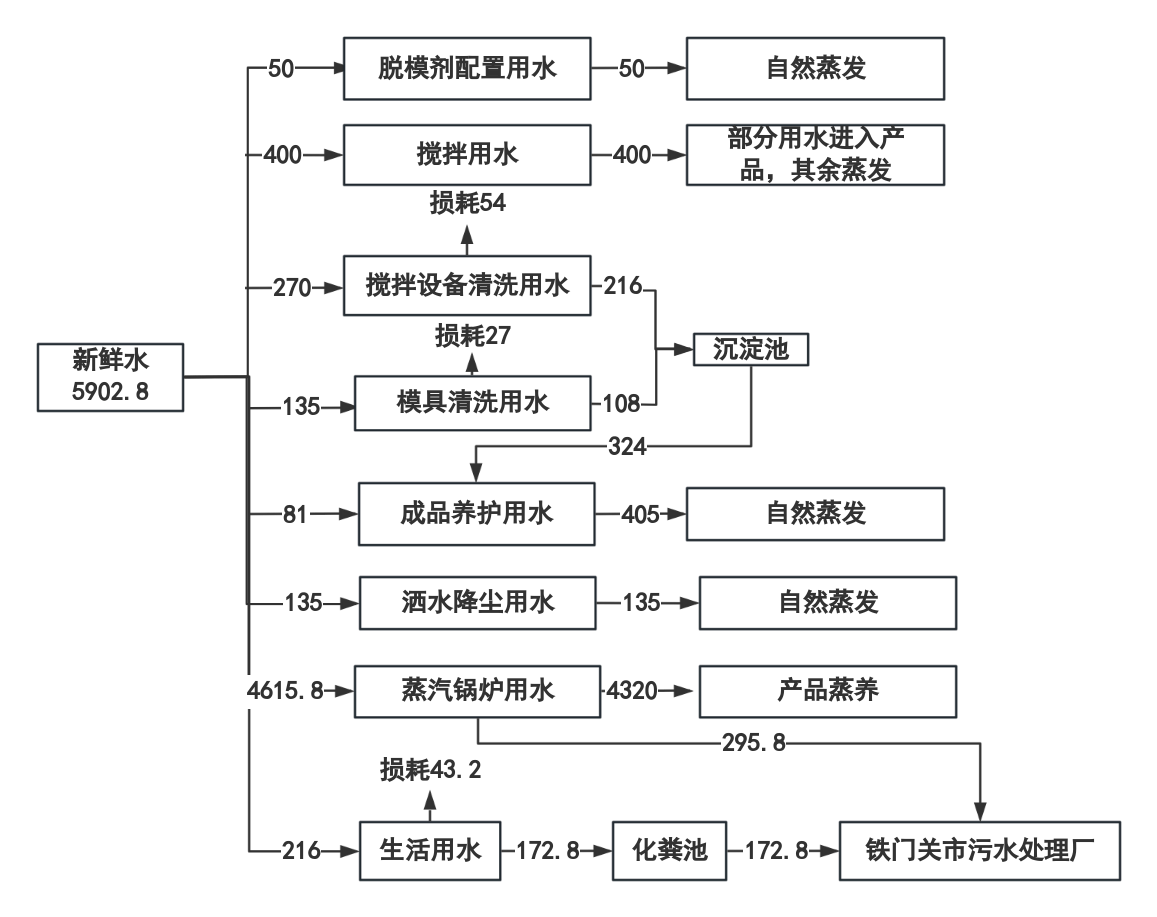 50
脱模剂配置用水
50
自然蒸发
400
搅拌用水
400
部分用水进入产
品，其余蒸发
损耗54
270
搅拌设备清洗用水
216
损耗27
新鲜水
5902.8
沉淀池
135
模具清洗用水
108
324
81
成品养护用水
405
自然蒸发
135
洒水降尘用水
135
自然蒸发
4615.8
蒸汽锅炉用水
4320
产品蒸养
295.8
损耗43.2
216
生活用水
172.8
化粪池
172.8
铁门关市污水处理厂